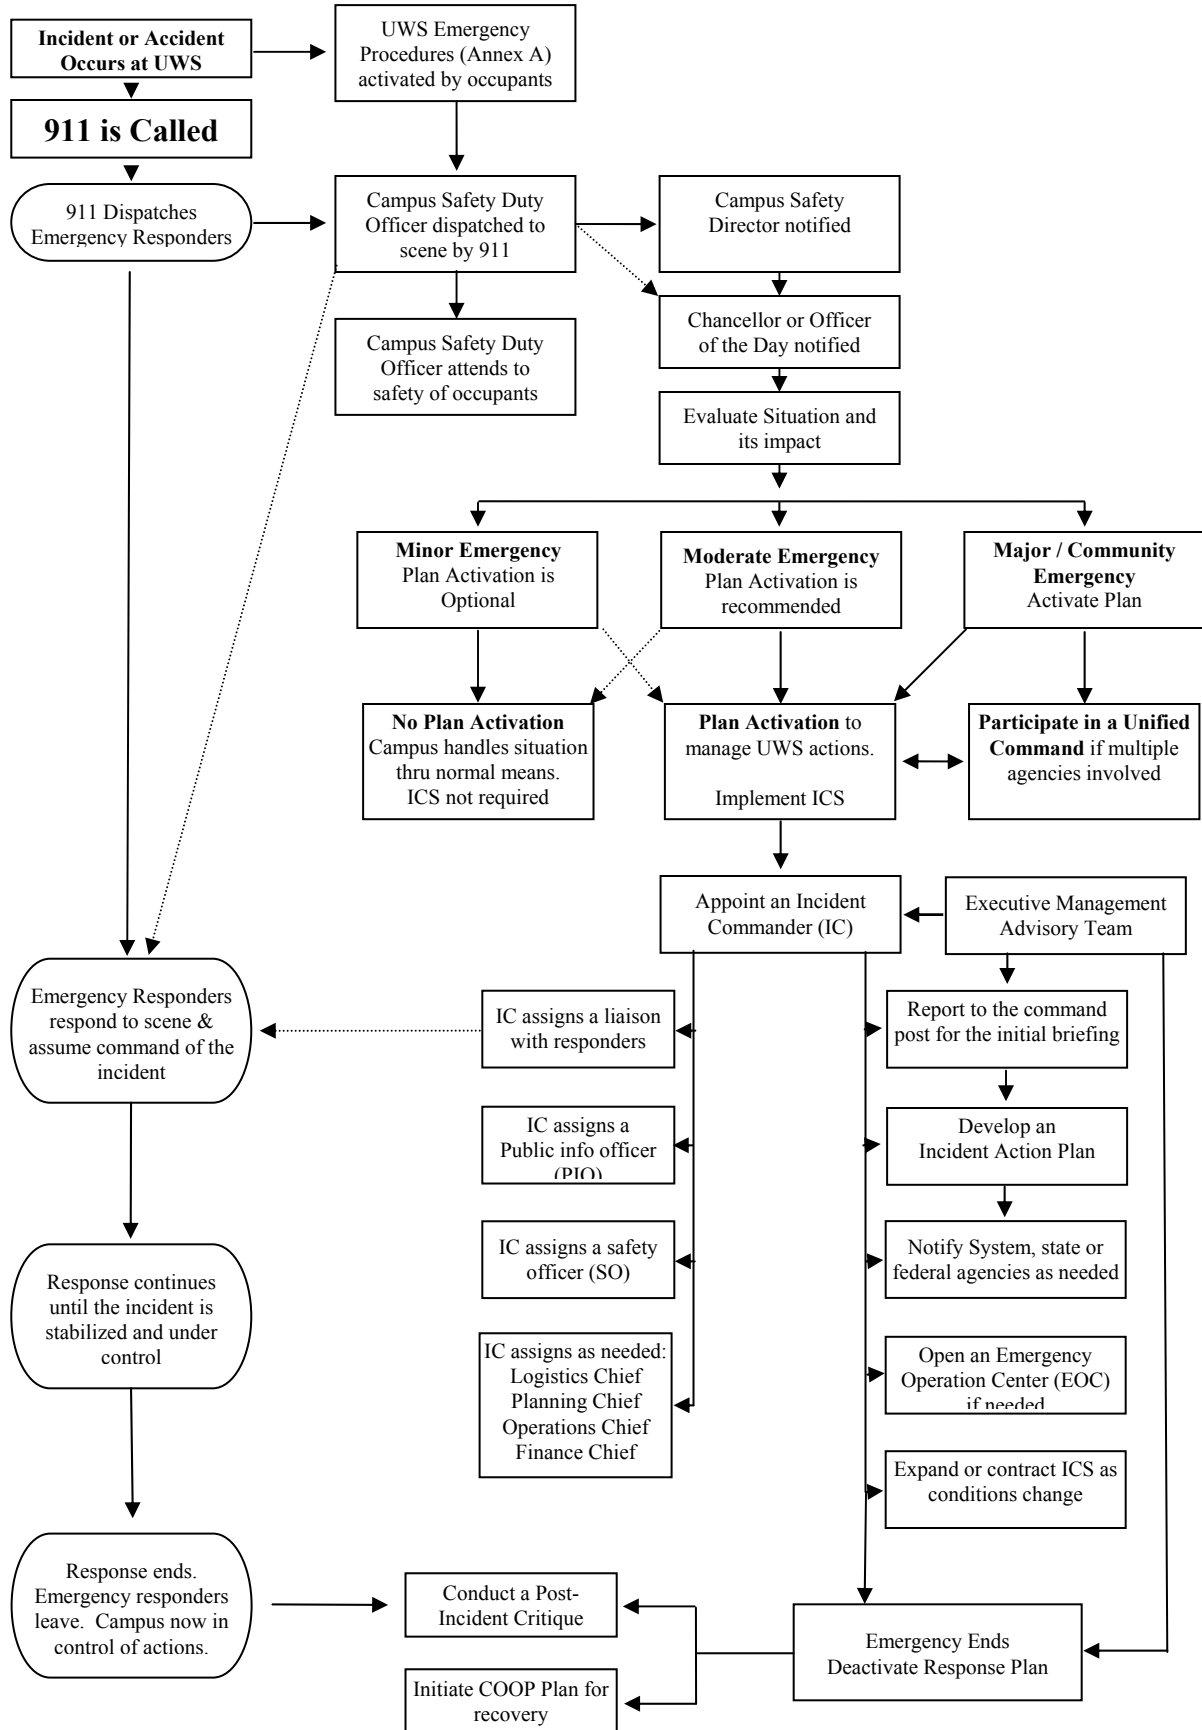 Incident or Accident
Occurs at UWS
UWS Emergency
Procedures (Annex A)
activated by occupants
911 is Called
911 Dispatches
Emergency Responders
Campus Safety Duty
Officer dispatched to
scene by 911
Campus Safety
Director notified
Campus Safety Duty
Officer attends to
safety of occupants
Chancellor or Officer
of the Day notified
Evaluate Situation and
its impact
Minor Emergency
Plan Activation is
Optional
Moderate Emergency
Plan Activation is
recommended
Major / Community
Emergency
Activate Plan
No Plan Activation
Campus handles situation
thru normal means.
ICS not required
Plan Activation to
manage UWS actions.
Implement ICS
Participate in a Unified
Command if multiple
agencies involved
Appoint an Incident
Commander (IC)
Executive Management
Advisory Team
Emergency Responders
respond to scene &
assume command of the
incident
IC assigns a liaison
with responders
Report to the command
post for the initial briefing
IC assigns a
Public info officer
(PIO)
Develop an
Incident Action Plan
IC assigns a safety
officer (SO)
Notify System, state or
federal agencies as needed
Response continues
until the incident is
stabilized and under
control
IC assigns as needed:
Logistics Chief
Planning Chief
Operations Chief
Finance Chief
Open an Emergency
Operation Center (EOC)
if needed
Expand or contract ICS as
conditions change
Response ends.
Emergency responders
leave. Campus now in
control of actions.
Conduct a Post-
Incident Critique
Emergency Ends
Deactivate Response Plan
Initiate COOP Plan for
recovery